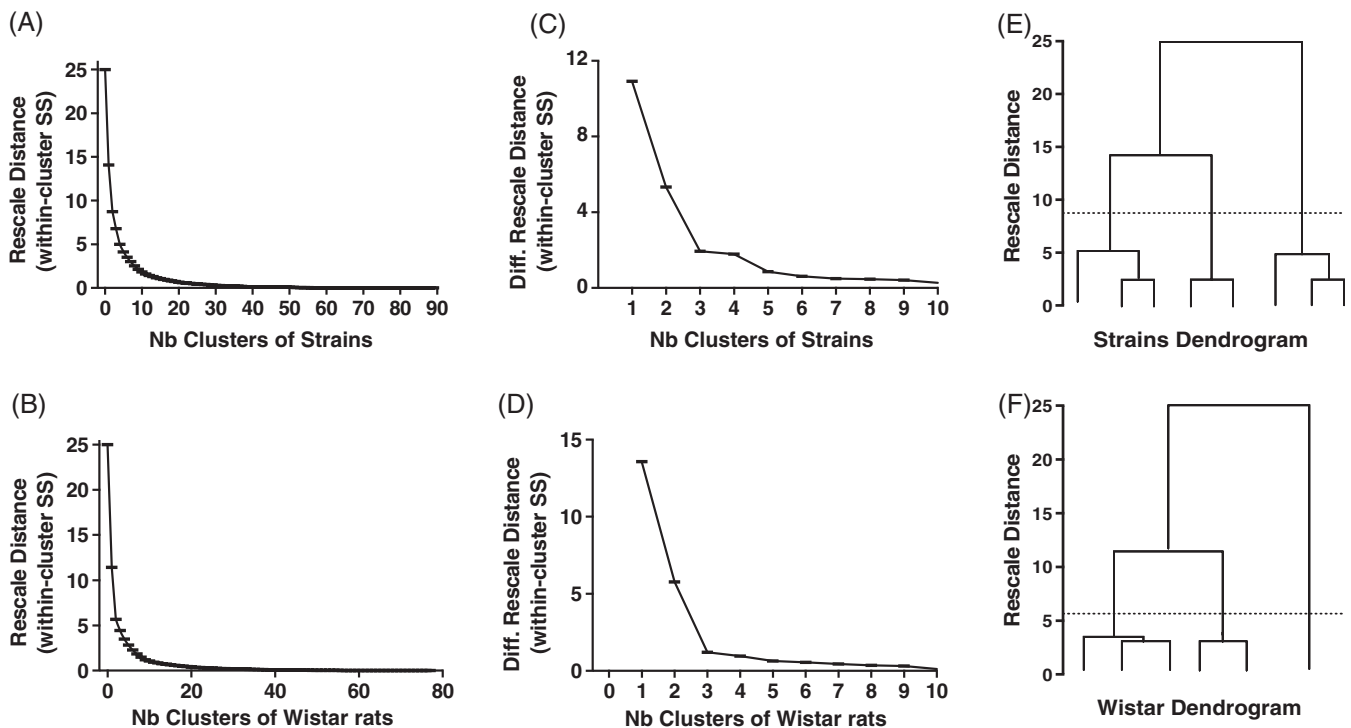 (A)
25
20
15
10
5
0
Rescale Distance
(within-cluster SS)
0 10 20 30 40 50 60 70 80 90
Nb Clusters of Strains
(C)
12
8
4
0
Diff. Rescale Distance
(within-cluster SS)
1 2 3 4 5 6 7 8 9 10
Nb Clusters of Strains
(E)
25
20
15
10
5
0
Rescale Distance
Strains Dendrogram
(B)
25
20
15
10
5
0
Rescale Distance
(within-cluster SS)
0 20 40 60 80
Nb Clusters of Wistar rats
(D)
15
10
5
0
Diff. Rescale Distance
(within-cluster SS)
0 1 2 3 4 5 6 7 8 9 10
Nb Clusters of Wistar rats
(F)
25
20
15
10
5
0
Rescale Distance
Wistar Dendrogram